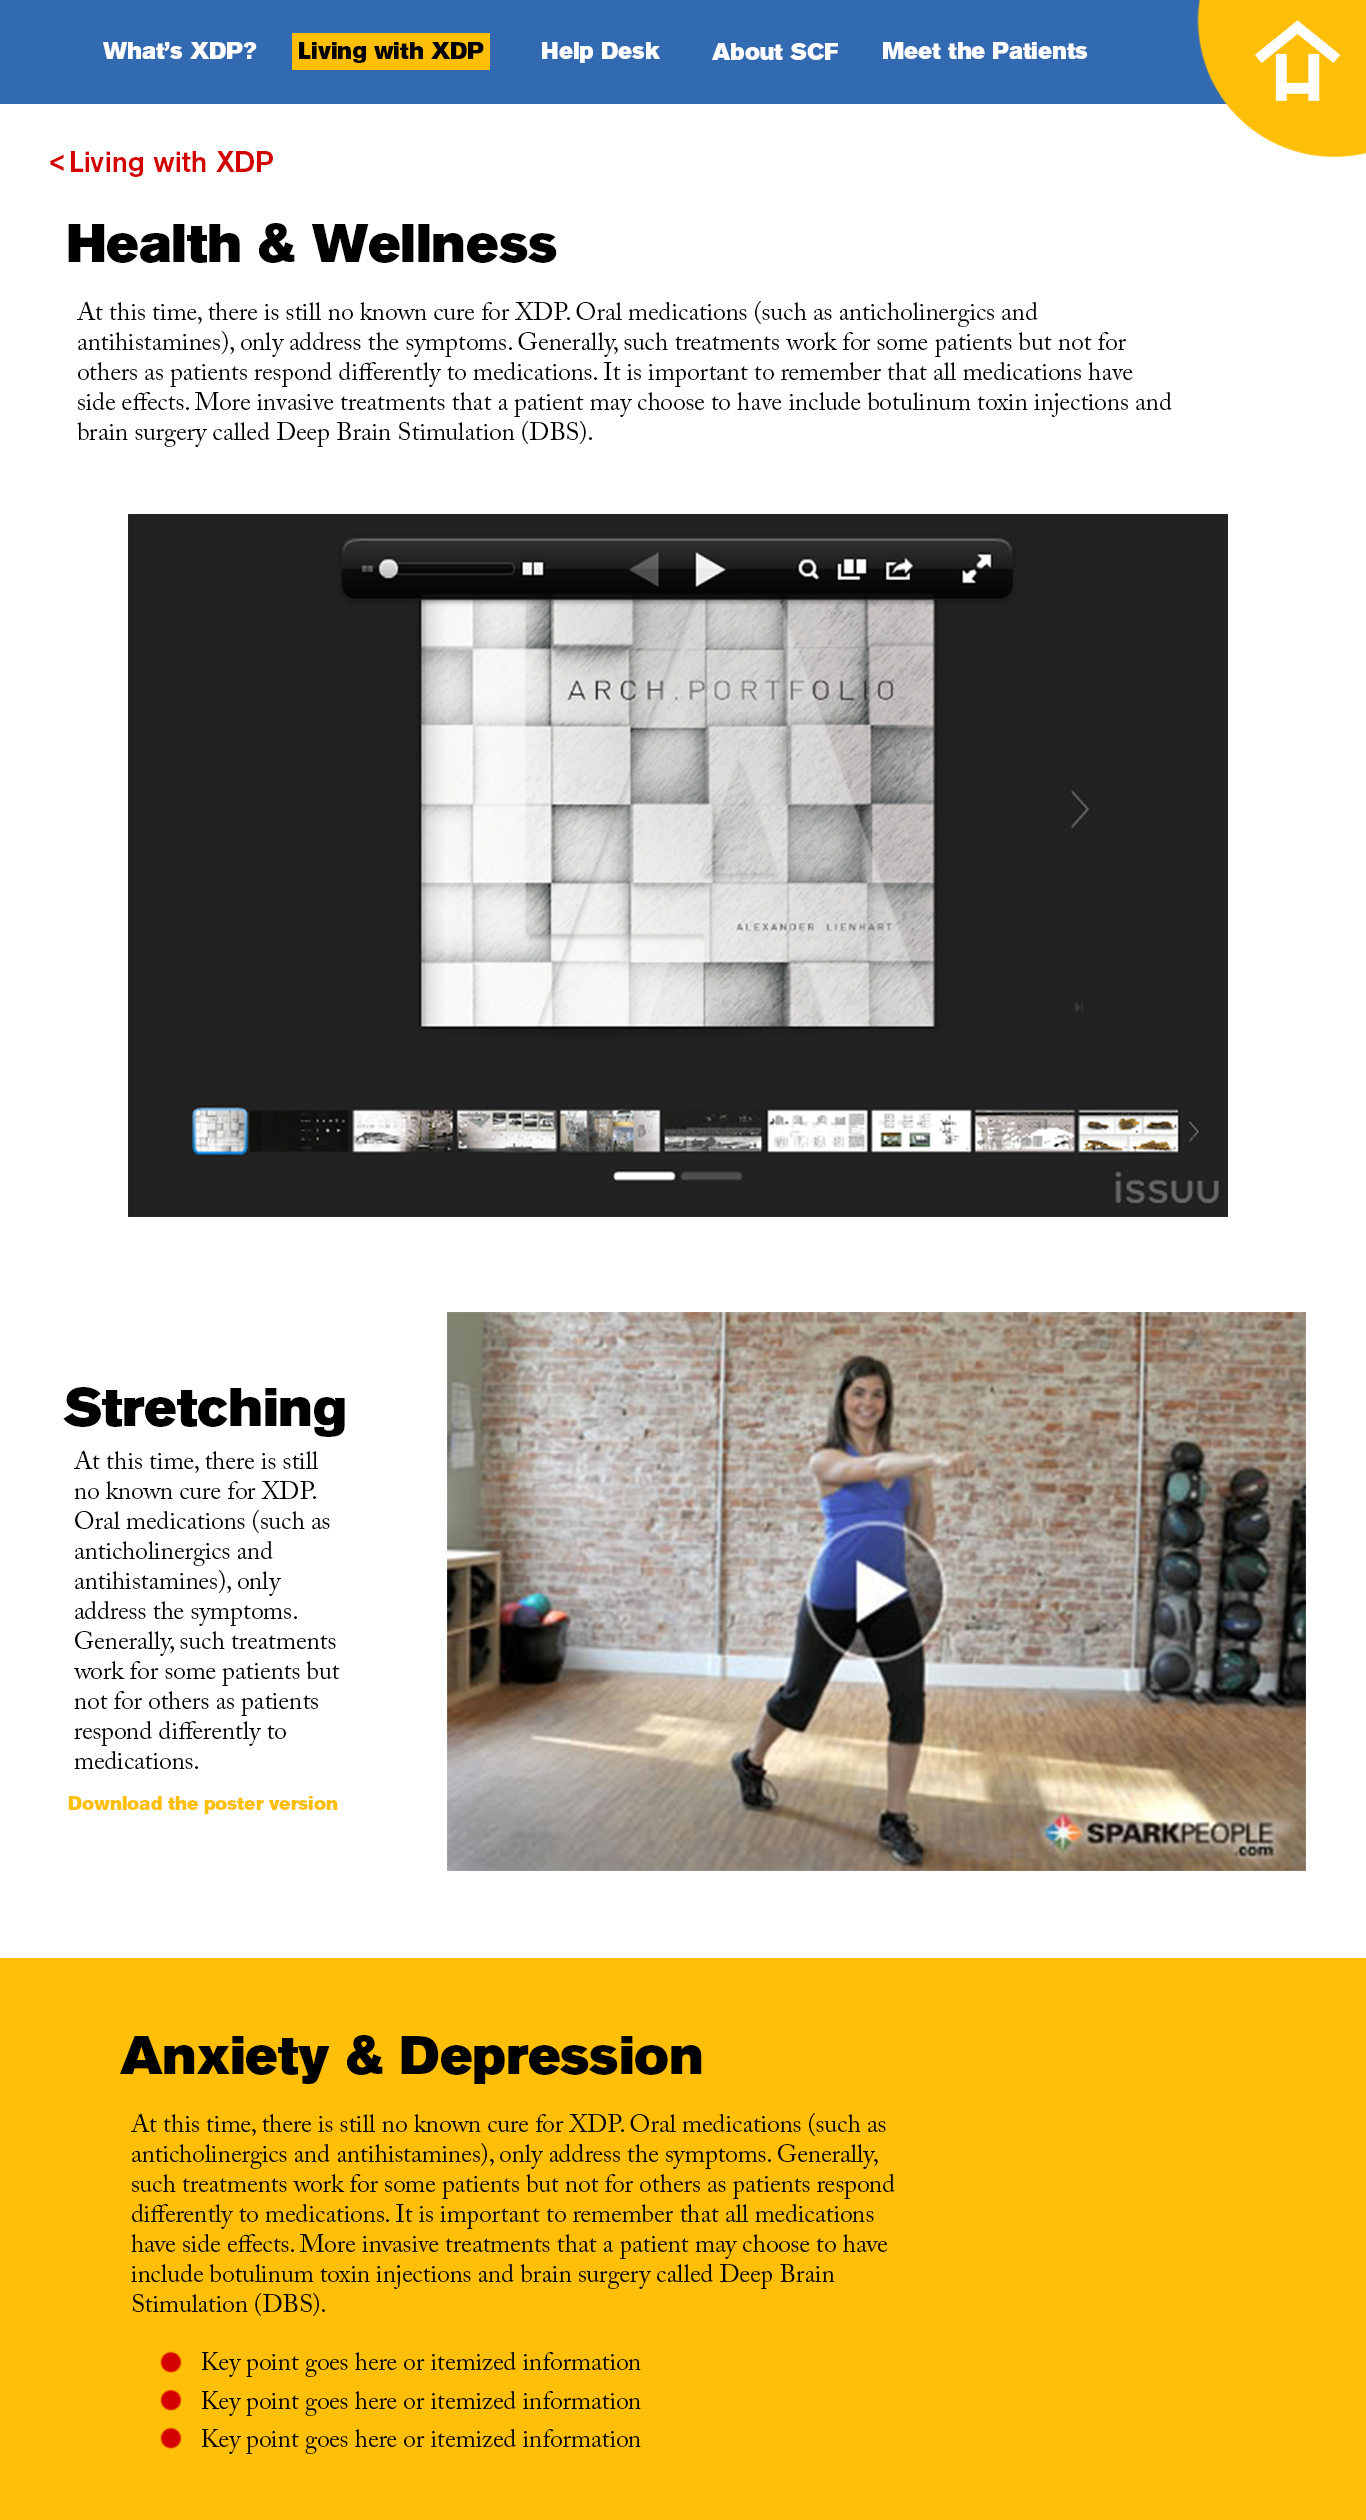 What's XDP? Living with XDP Help Desk About SCF Meet the Patients
<Living with XDP
Health & Wellness
At this time, there is still no known cure for XDP. Oral medications (such as anticholinergics and
antihistamines), only address the symptoms. Generally, such treatments work for some patients but not for
others as patients respond differently to medications. It is important to remember that all medications have
side effects. More invasive treatments that a patient may choose to have include botulinum toxin injections and
brain surgery called Deep Brain Stimulation (DBS).
ARCH.PORTFOLIO
ALEXANDER LIENHART
issuu
Stretching
At this time, there is still
no known cure for XDP.
Oral medications (such as
anticholinergics and
antihistamines), only
address the symptoms.
Generally, such treatments
work for some patients but
not for others as patients
respond differently to
medications.
Download the poster version
SPARKPEOPLE
.com
Anxiety & Depression
At this time, there is still no known cure for XDP. Oral medications (such as
anticholinergics and antihistamines), only address the symptoms. Generally,
such treatments work for some patients but not for others as patients respond
differently to medications. It is important to remember that all medications
have side effects. More invasive treatments that a patient may choose to have
include botulinum toxin injections and brain surgery called Deep Brain
Stimulation (DBS).
Key point goes here or itemized information
Key point goes here or itemized information
Key point goes here or itemized information